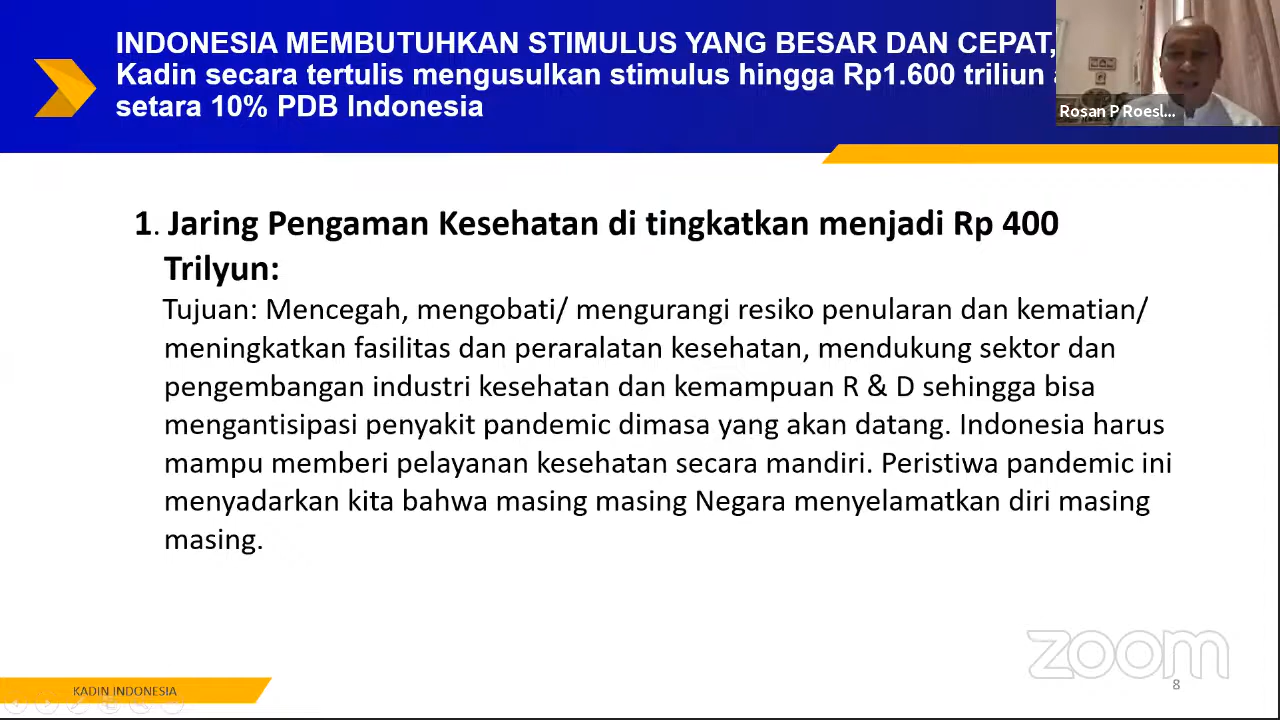 INDONESIA MEMBUTUHKAN STIMULUS YANG BESAR DAN CEPAT,
Kadin secara tertulis mengusulkan stimulus hingga Rp1.600 triliun
setara 10% PDB Indonesia
Rosan P Roesl...
1. Jaring Pengaman Kesehatan di tingkatkan menjadi Rp 400
Trilyun:
Tujuan: Mencegah, mengobati/ mengurangi resiko penularan dan kematian/
meningkatkan fasilitas dan peraralatan kesehatan, mendukung sektor dan
pengembangan industri kesehatan dan kemampuan R & D sehingga bisa
mengantisipasi penyakit pandemic dimasa yang akan datang. Indonesia harus
mampu memberi pelayanan kesehatan secara mandiri. Peristiwa pandemic ini
menyadarkan kita bahwa masing masing Negara menyelamatkan diri masing
masing.
zoom
KADIN INDONESIA
8